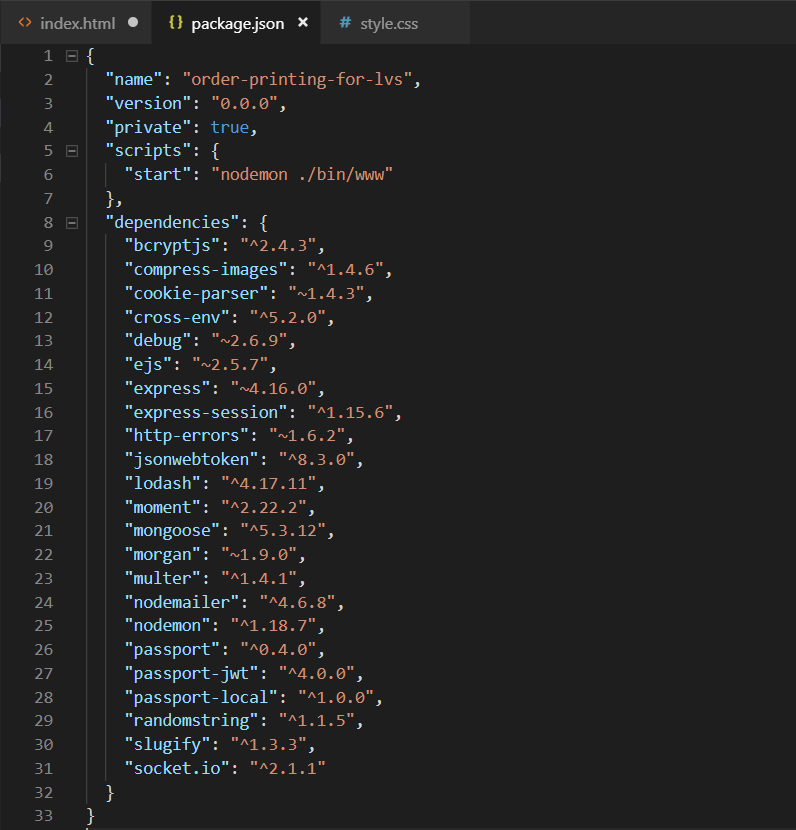 <> index.html ●
{} package.json ×
# style.css
1 {
2   "name": "order-printing-for-lvs",
3   "version": "0.0.0",
4   "private": true,
5   "scripts": {
6     "start": "nodemon ./bin/www"
7   },
8   "dependencies": {
9     "bcryptjs": "^2.4.3",
10     "compress-images": "^1.4.6",
11     "cookie-parser": "~1.4.3",
12     "cross-env": "^5.2.0",
13     "debug": "~2.6.9",
14     "ejs": "~2.5.7",
15     "express": "~4.16.0",
16     "express-session": "^1.15.6",
17     "http-errors": "~1.6.2",
18     "jsonwebtoken": "^8.3.0",
19     "lodash": "^4.17.11",
20     "moment": "^2.22.2",
21     "mongoose": "^5.3.12",
22     "morgan": "~1.9.0",
23     "multer": "^1.4.1",
24     "nodemailer": "^4.6.8",
25     "nodemon": "^1.18.7",
26     "passport": "^0.4.0",
27     "passport-jwt": "^4.0.0",
28     "passport-local": "^1.0.0",
29     "randomstring": "^1.1.5",
30     "slugify": "^1.3.3",
31     "socket.io": "^2.1.1"
32   }
33 }